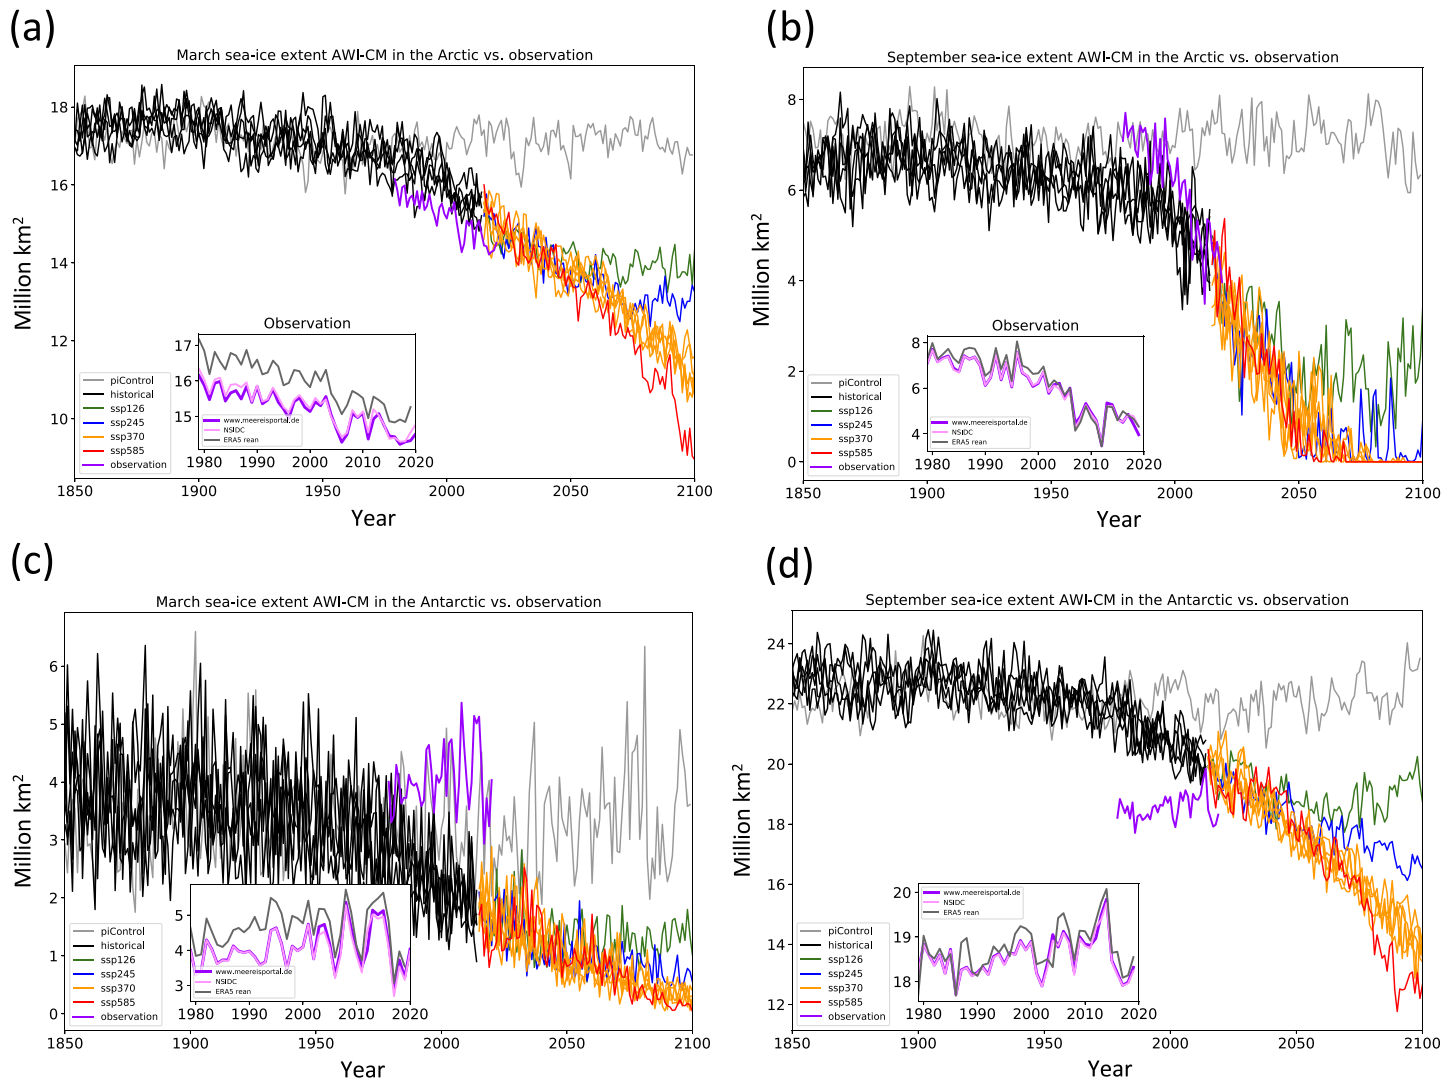 (a)
March sea-ice extent AWI-CM in the Arctic vs. observation
Million km²
18
16
14
12
10
Observation
17
16
15
www.meereisportal.de
NSIDC
ERA5 rean
1980 1990 2000 2010 2020
piControl
historical
ssp126
ssp245
ssp370
ssp585
observation
1850 1900 1950 2000 2050 2100
Year
(b)
September sea-ice extent AWI-CM in the Arctic vs. observation
Million km²
8
6
4
2
0
Observation
8
6
4
www.meereisportal.de
NSIDC
ERA5 rean
1980 1990 2000 2010 2020
piControl
historical
ssp126
ssp245
ssp370
ssp585
observation
1850 1900 1950 2000 2050 2100
Year
(c)
March sea-ice extent AWI-CM in the Antarctic vs. observation
Million km²
6
5
4
3
2
1
0
5
4
3
www.meereisportal.de
NSIDC
ERA5 rean
1980 1990 2000 2010 2020
piControl
historical
ssp126
ssp245
ssp370
ssp585
observation
1850 1900 1950 2000 2050 2100
Year
(d)
September sea-ice extent AWI-CM in the Antarctic vs. observation
Million km²
24
22
20
18
16
14
12
20
19
18
www.meereisportal.de
NSIDC
ERA5 rean
1980 1990 2000 2010 2020
piControl
historical
ssp126
ssp245
ssp370
ssp585
observation
1850 1900 1950 2000 2050 2100
Year